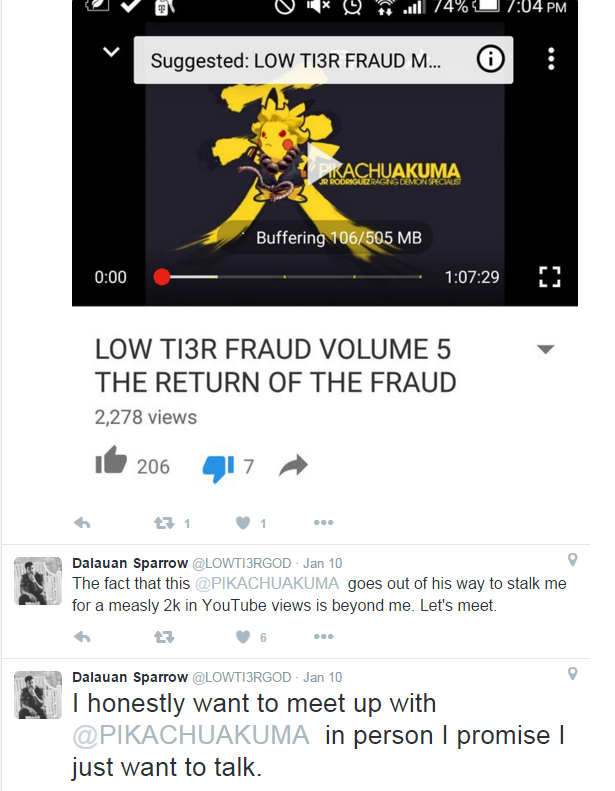 74% 7:04 PM
Suggested: LOW TI3R FRAUD M...
PIKACHUAKUMA
JR RODRIGUEZ RAGING DEMON SPECIALIST
Buffering 106/505 MB
0:00 1:07:29
LOW TI3R FRAUD VOLUME 5
THE RETURN OF THE FRAUD
2,278 views
206 7
1 1
Dalauan Sparrow @LOWTI3RGOD · Jan 10
The fact that this @PIKACHUAKUMA goes out of his way to stalk me
for a measly 2k in YouTube views is beyond me. Let's meet.
6
Dalauan Sparrow @LOWTI3RGOD · Jan 10
I honestly want to meet up with
@PIKACHUAKUMA in person I promise I
just want to talk.